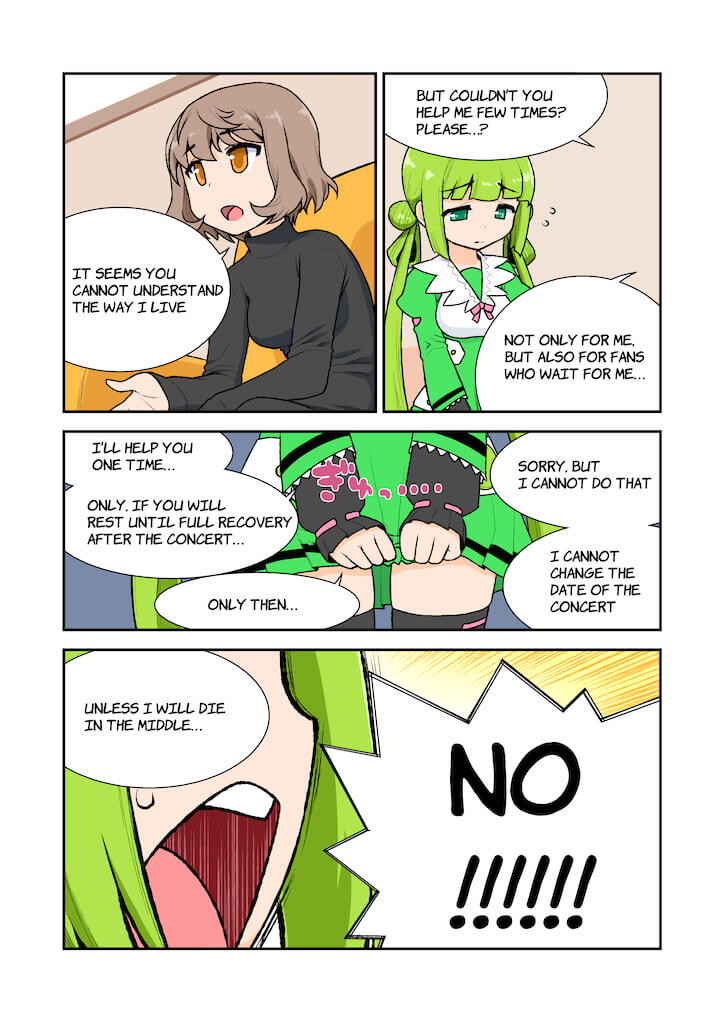 BUT COULDN'T YOU
HELP ME FEW TIMES?
PLEASE...?
NOT ONLY FOR ME,
BUT ALSO FOR FANS
WHO WAIT FOR ME...
IT SEEMS YOU
CANNOT UNDERSTAND
THE WAY I LIVE
SORRY, BUT
I CANNOT DO THAT
I CANNOT
CHANGE THE
DATE OF THE
CONCERT
ぎゅっ.....
I'LL HELP YOU
ONE TIME...
ONLY, IF YOU WILL
REST UNTIL FULL RECOVERY
AFTER THE CONCERT...
ONLY THEN...
NO
!!!!!!
UNLESS I WILL DIE
IN THE MIDDLE...